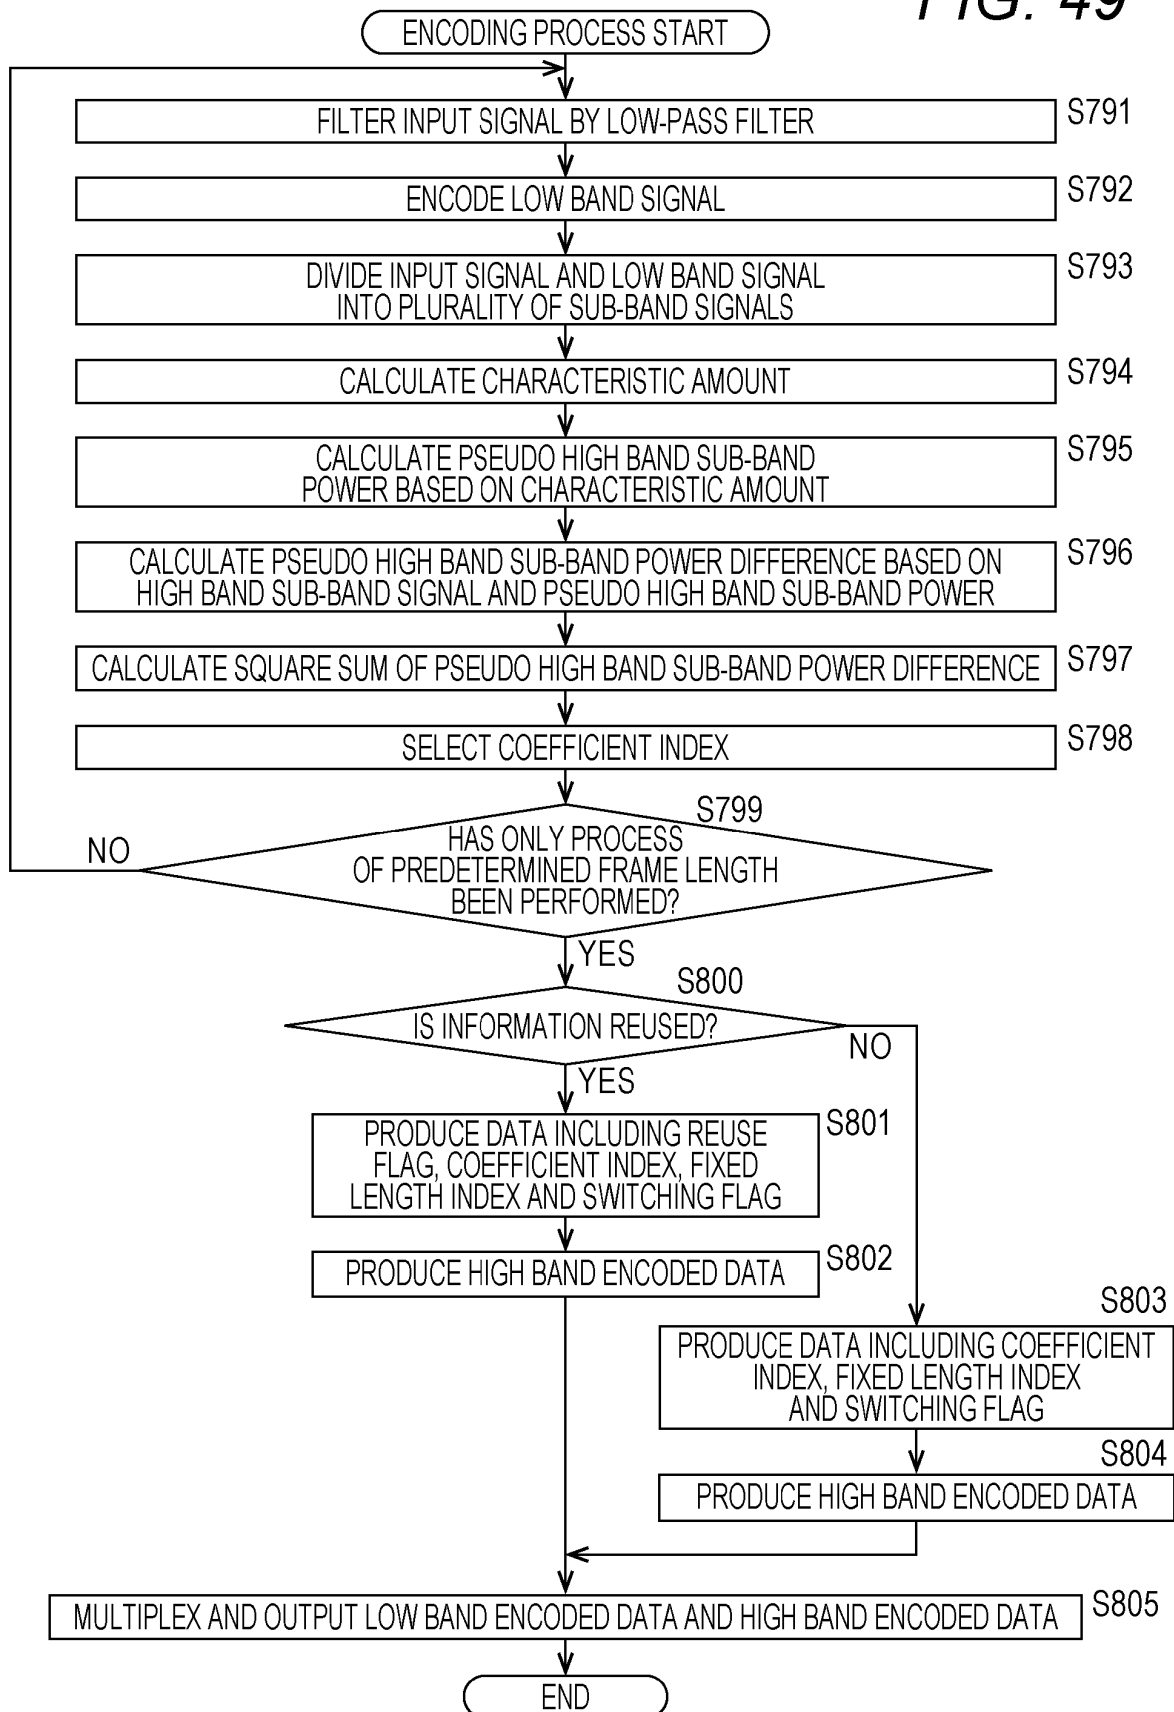 FIG. 49
ENCODING PROCESS START
FILTER INPUT SIGNAL BY LOW-PASS FILTER
S791
ENCODE LOW BAND SIGNAL
S792
DIVIDE INPUT SIGNAL AND LOW BAND SIGNAL
INTO PLURALITY OF SUB-BAND SIGNALS
S793
CALCULATE CHARACTERISTIC AMOUNT
S794
CALCULATE PSEUDO HIGH BAND SUB-BAND
POWER BASED ON CHARACTERISTIC AMOUNT
S795
CALCULATE PSEUDO HIGH BAND SUB-BAND POWER DIFFERENCE BASED ON
HIGH BAND SUB-BAND SIGNAL AND PSEUDO HIGH BAND SUB-BAND POWER
S796
CALCULATE SQUARE SUM OF PSEUDO HIGH BAND SUB-BAND POWER DIFFERENCE
S797
SELECT COEFFICIENT INDEX
S798
S799
HAS ONLY PROCESS
OF PREDETERMINED FRAME LENGTH
BEEN PERFORMED?
NO
YES
S800
IS INFORMATION REUSED?
NO
YES
PRODUCE DATA INCLUDING REUSE
FLAG, COEFFICIENT INDEX, FIXED
LENGTH INDEX AND SWITCHING FLAG
S801
PRODUCE HIGH BAND ENCODED DATA
S802
S803
PRODUCE DATA INCLUDING COEFFICIENT
INDEX, FIXED LENGTH INDEX
AND SWITCHING FLAG
S804
PRODUCE HIGH BAND ENCODED DATA
MULTIPLEX AND OUTPUT LOW BAND ENCODED DATA AND HIGH BAND ENCODED DATA
S805
END